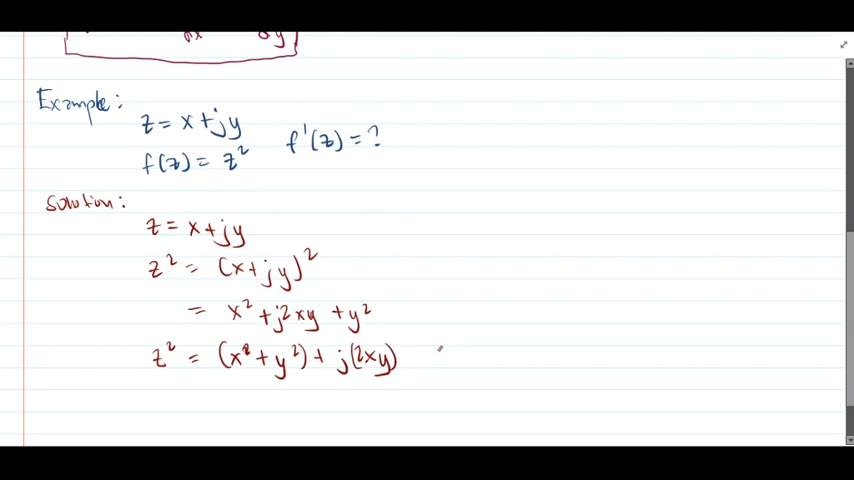 Example:
z = x + jy
f(z) = z² f'(z) = ?
Solution:
z = x + jy
z² = (x + jy)²
= x² + j2xy + y²
z² = (x² + y²) + j(2xy)